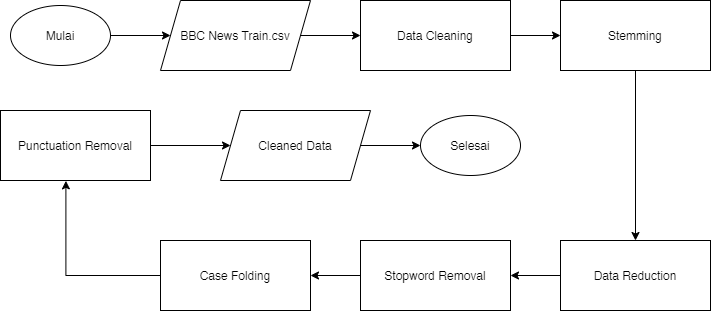 Mulai
BBC News Train.csv
Data Cleaning
Stemming
Data Reduction
Stopword Removal
Case Folding
Punctuation Removal
Cleaned Data
Selesai